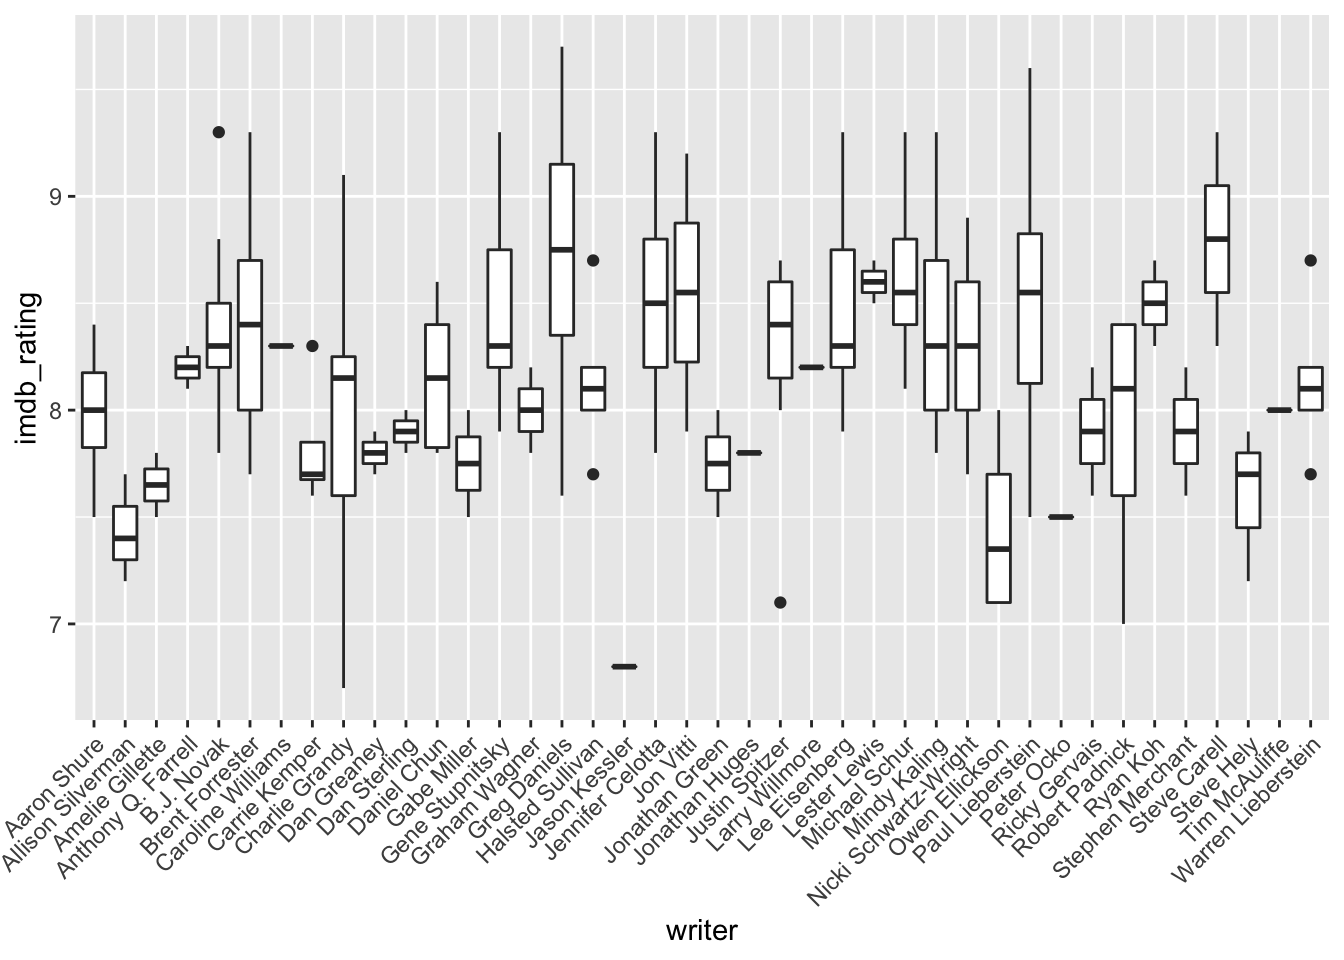 imdb_rating
9
8
7
Aaron Shure
Allison Silverman
Amelie Gillette
Anthony Q. Farrell
B.J. Novak
Brent Forrester
Caroline Williams
Carrie Kemper
Charlie Grandy
Dan Greaney
Dan Sterling
Daniel Chun
Gabe Miller
Gene Stupnitsky
Graham Wagner
Greg Daniels
Halsted Sullivan
Jason Kessler
Jennifer Celotta
Jon Vitti
Jonathan Green
Jonathan Huges
Justin Spitzer
Larry Willmore
Lee Eisenberg
Lester Lewis
Michael Schur
Mindy Kaling
Nicki Schwartz-Wright
Owen Ellickson
Paul Lieberstein
Peter Ocko
Ricky Gervais
Robert Padnick
Ryan Koh
Stephen Merchant
Steve Carell
Steve Hely
Tim McAuliffe
Warren Lieberstein
writer